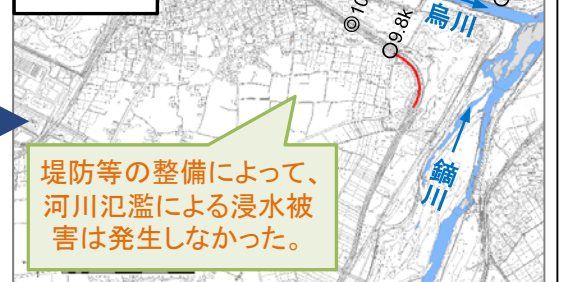 ◎10
9.8k
烏川
鏑川
堤防等の整備によって、
河川氾濫による浸水被
害は発生しなかった。